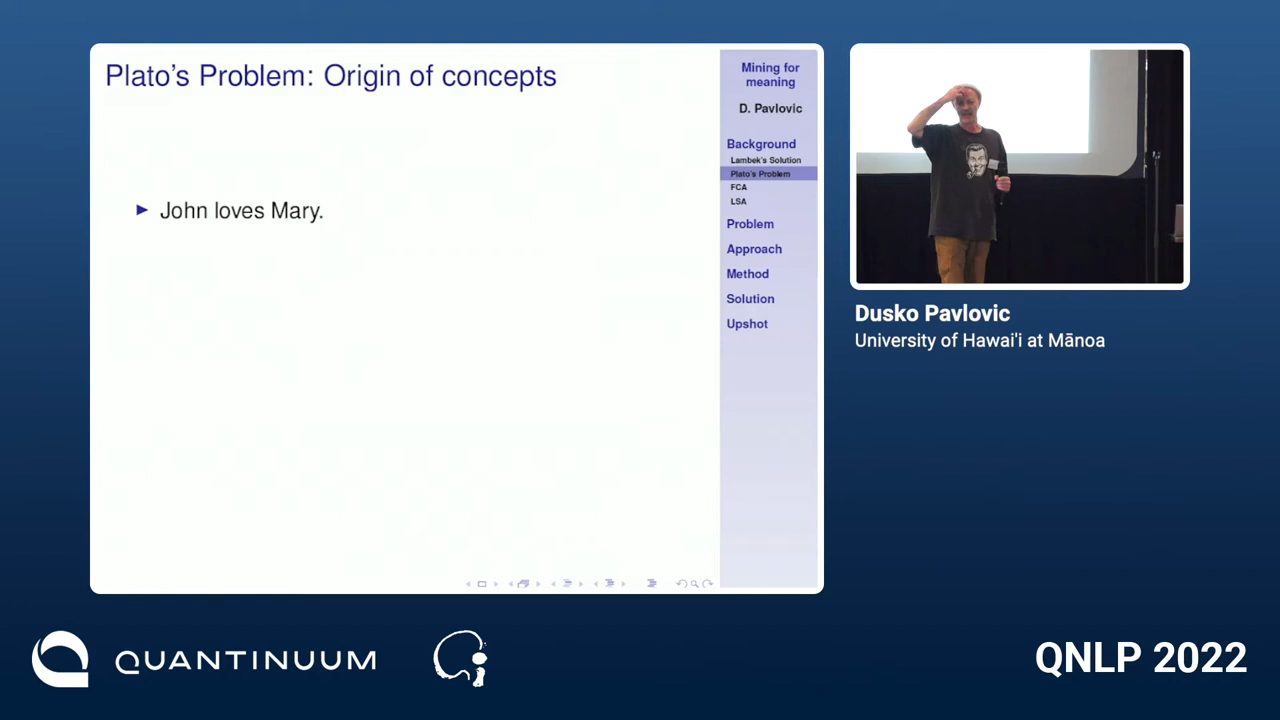 Plato's Problem: Origin of concepts
John loves Mary.
Mining for
meaning
D. Pavlovic
Background
Lambek's Solution
Plato's Problem
FCA
LSA
Problem
Approach
Method
Solution
Upshot
Dusko Pavlovic
University of Hawai'i at Mānoa
QUANTINUUM
QNLP 2022